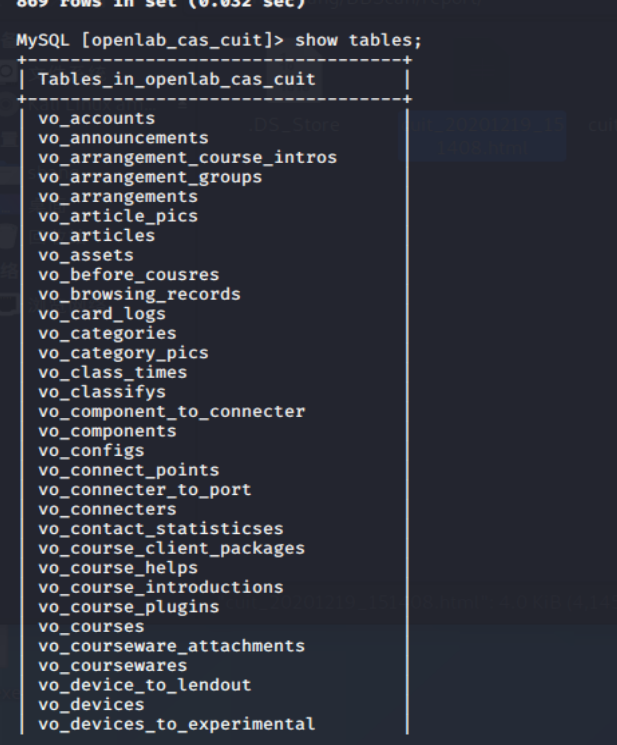 869 rows in set (0.032 sec)
MySQL [openlab_cas_cuit]> show tables;
+----------------------------------+
| Tables_in_openlab_cas_cuit |
+----------------------------------+
| vo_accounts |
| vo_announcements |
| vo_arrangement_course_intros |
| vo_arrangement_groups |
| vo_arrangements |
| vo_article_pics |
| vo_articles |
| vo_assets |
| vo_before_cousres |
| vo_browsing_records |
| vo_card_logs |
| vo_categories |
| vo_category_pics |
| vo_class_times |
| vo_classifys |
| vo_component_to_connecter |
| vo_components |
| vo_configs |
| vo_connect_points |
| vo_connecter_to_port |
| vo_connecters |
| vo_contact_statisticses |
| vo_course_client_packages |
| vo_course_helps |
| vo_course_introductions |
| vo_course_plugins |
| vo_courses |
| vo_courseware_attachments |
| vo_coursewares |
| vo_device_to_lendout |
| vo_devices |
| vo_devices_to_experimental |
.DS_Store